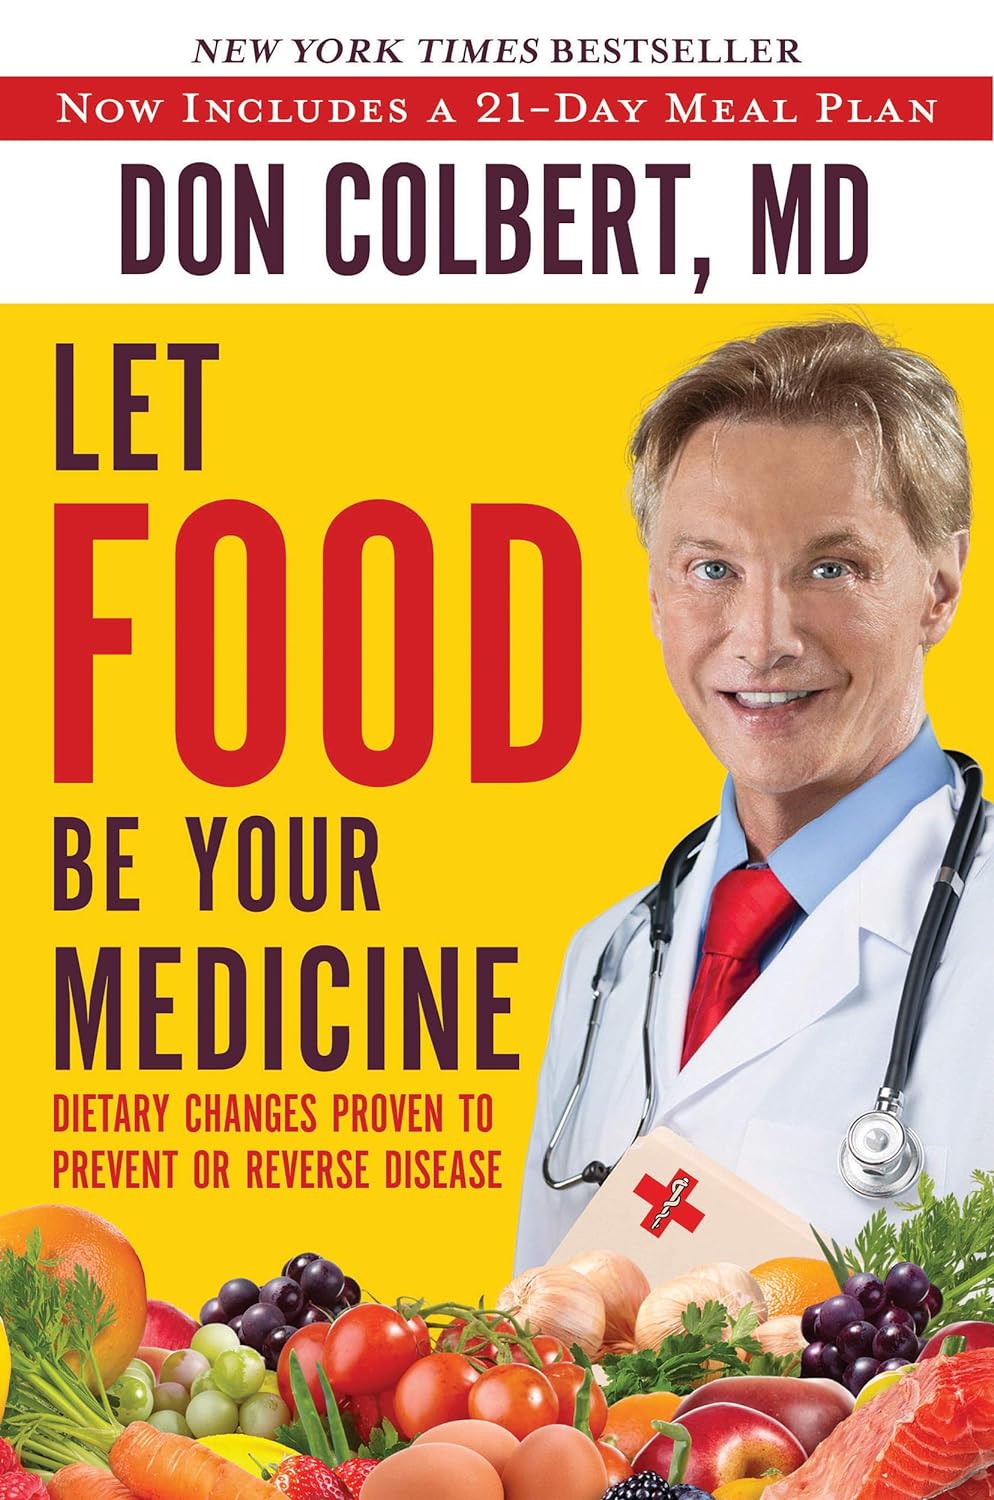 NEW YORK TIMES BESTSELLER
NOW INCLUDES A 21-DAY MEAL PLAN
DON COLBERT, MD
LET
FOOD
BE YOUR
MEDICINE
DIETARY CHANGES PROVEN TO
PREVENT OR REVERSE DISEASE